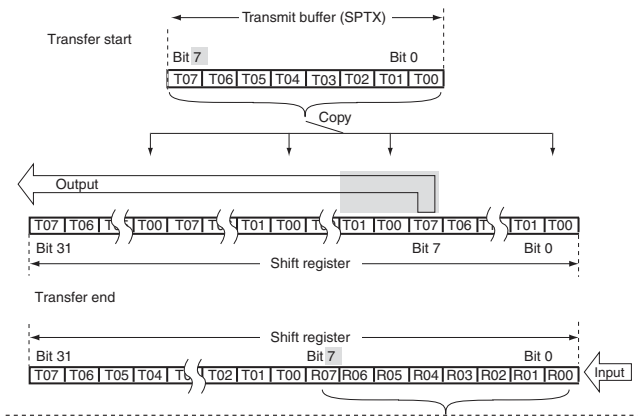 Transmit buffer (SPTX)
Transfer start
Bit 7 Bit 0
T07 T06 T05 T04 T03 T02 T01 T00
Copy
Output
T07 T06 T00 T07 T01 T00 T01 T00 T07 T06 T01 T00
Bit 31 Bit 7 Bit 0
Shift register
Transfer end
Shift register
Bit 31 Bit 7 Bit 0
T07 T06 T05 T04 T02 T01 T00 R07 R06 R05 R04 R03 R02 R01 R00 Input